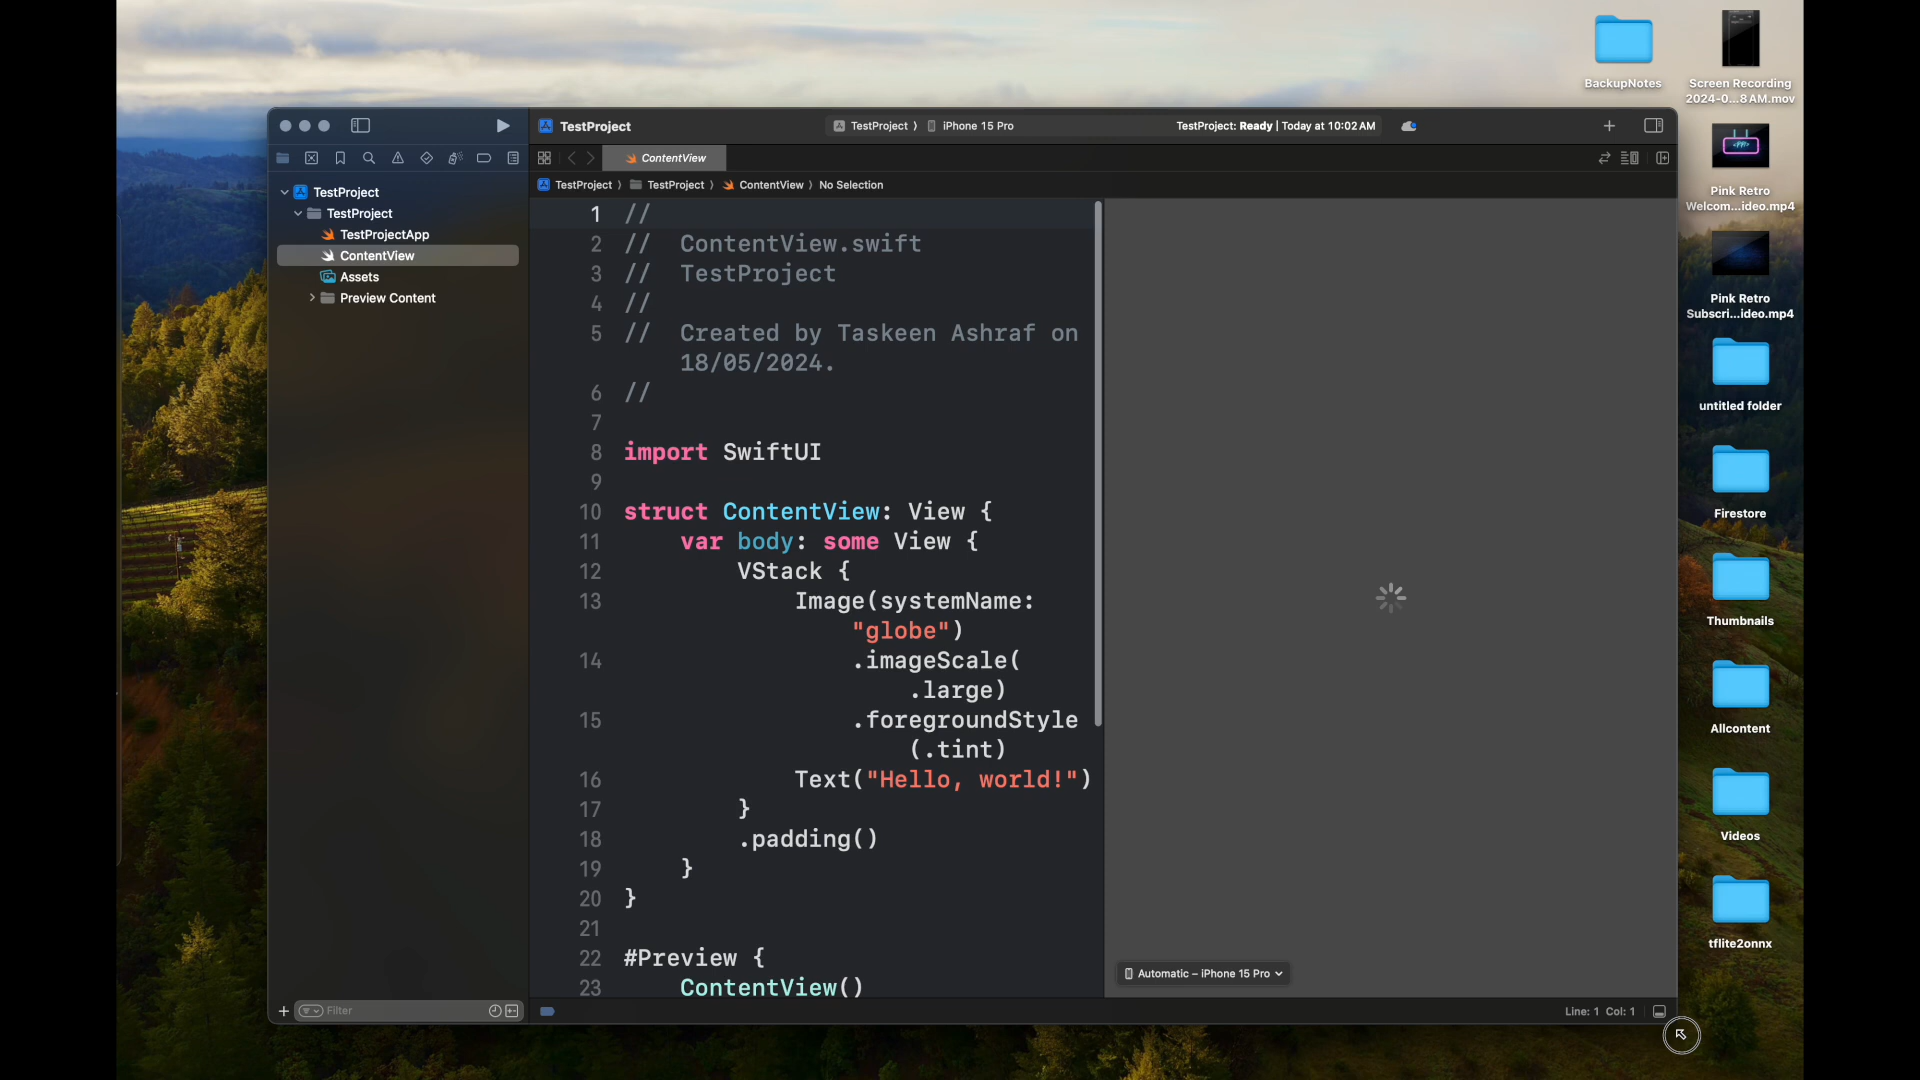 BackupNotes
Screen Recording
2024-0...8 AM.mov
Pink Retro
Welcom...ideo.mp4
Pink Retro
Subscri...ideo.mp4
untitled folder
Firestore
Thumbnails
Allcontent
Videos
tflite2onnx
TestProject
TestProject
TestProjectApp
ContentView
Assets
Preview Content
Filter
TestProject
TestProject ⟩ iPhone 15 Pro
TestProject: Ready | Today at 10:02 AM
ContentView
TestProject ⟩ TestProject ⟩ ContentView ⟩ No Selection
1 //
2 //  ContentView.swift
3 //  TestProject
4 //
5 //  Created by Taskeen Ashraf on
18/05/2024.
6 //
7
8 import SwiftUI
9
10 struct ContentView: View {
11     var body: some View {
12         VStack {
13             Image(systemName:
"globe")
14                 .imageScale(
.large)
15                 .foregroundStyle
(.tint)
16             Text("Hello, world!")
17         }
18         .padding()
19     }
20 }
21
22 #Preview {
23     ContentView()
Automatic – iPhone 15 Pro
Line: 1 Col: 1